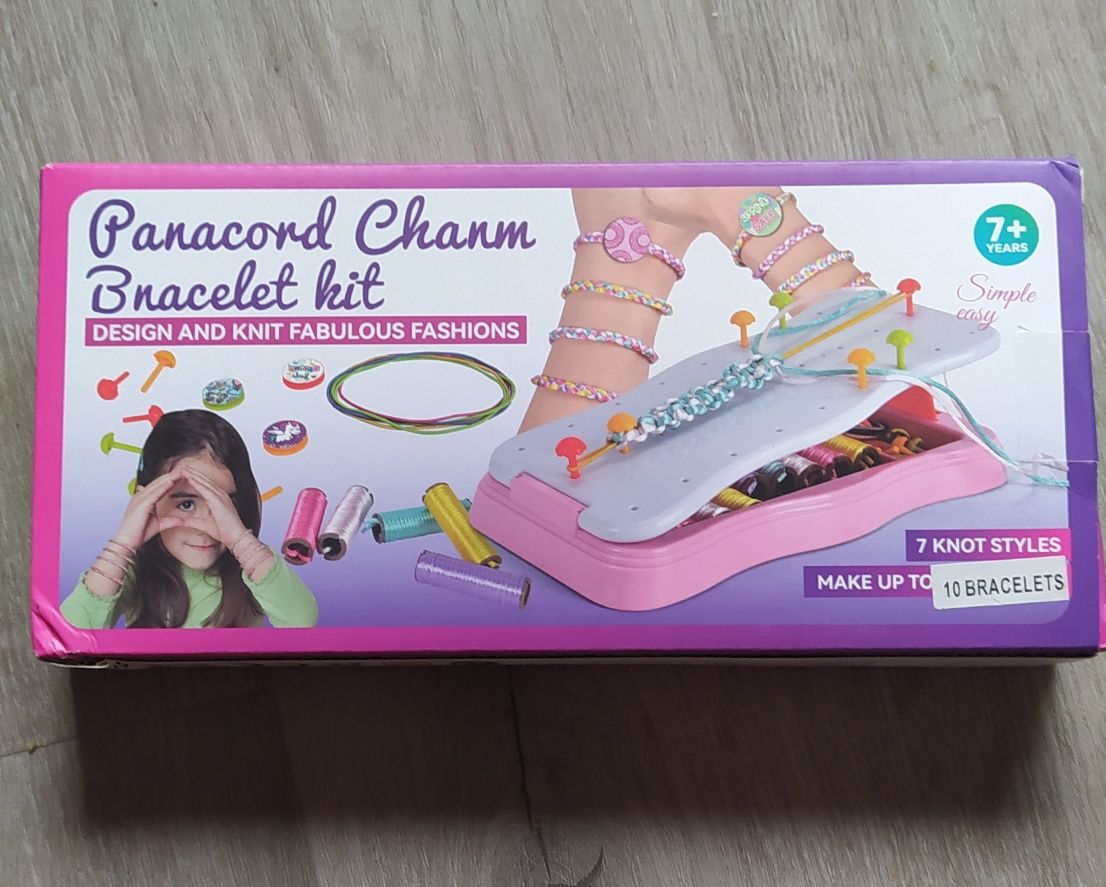 Panacord Chanm
Bnacelet kit
DESIGN AND KNIT FABULOUS FASHIONS
7+
YEARS
Simple
easy
7 KNOT STYLES
MAKE UP TO 10 BRACELETS